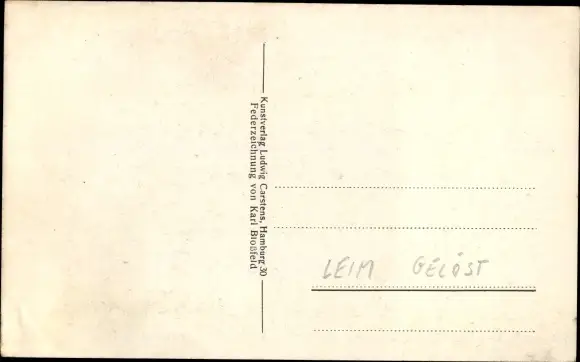 Kunstverlag Ludwig Carstens, Hamburg 30
Federzeichnung von Karl Bloßfeld
LEIM GELÖST